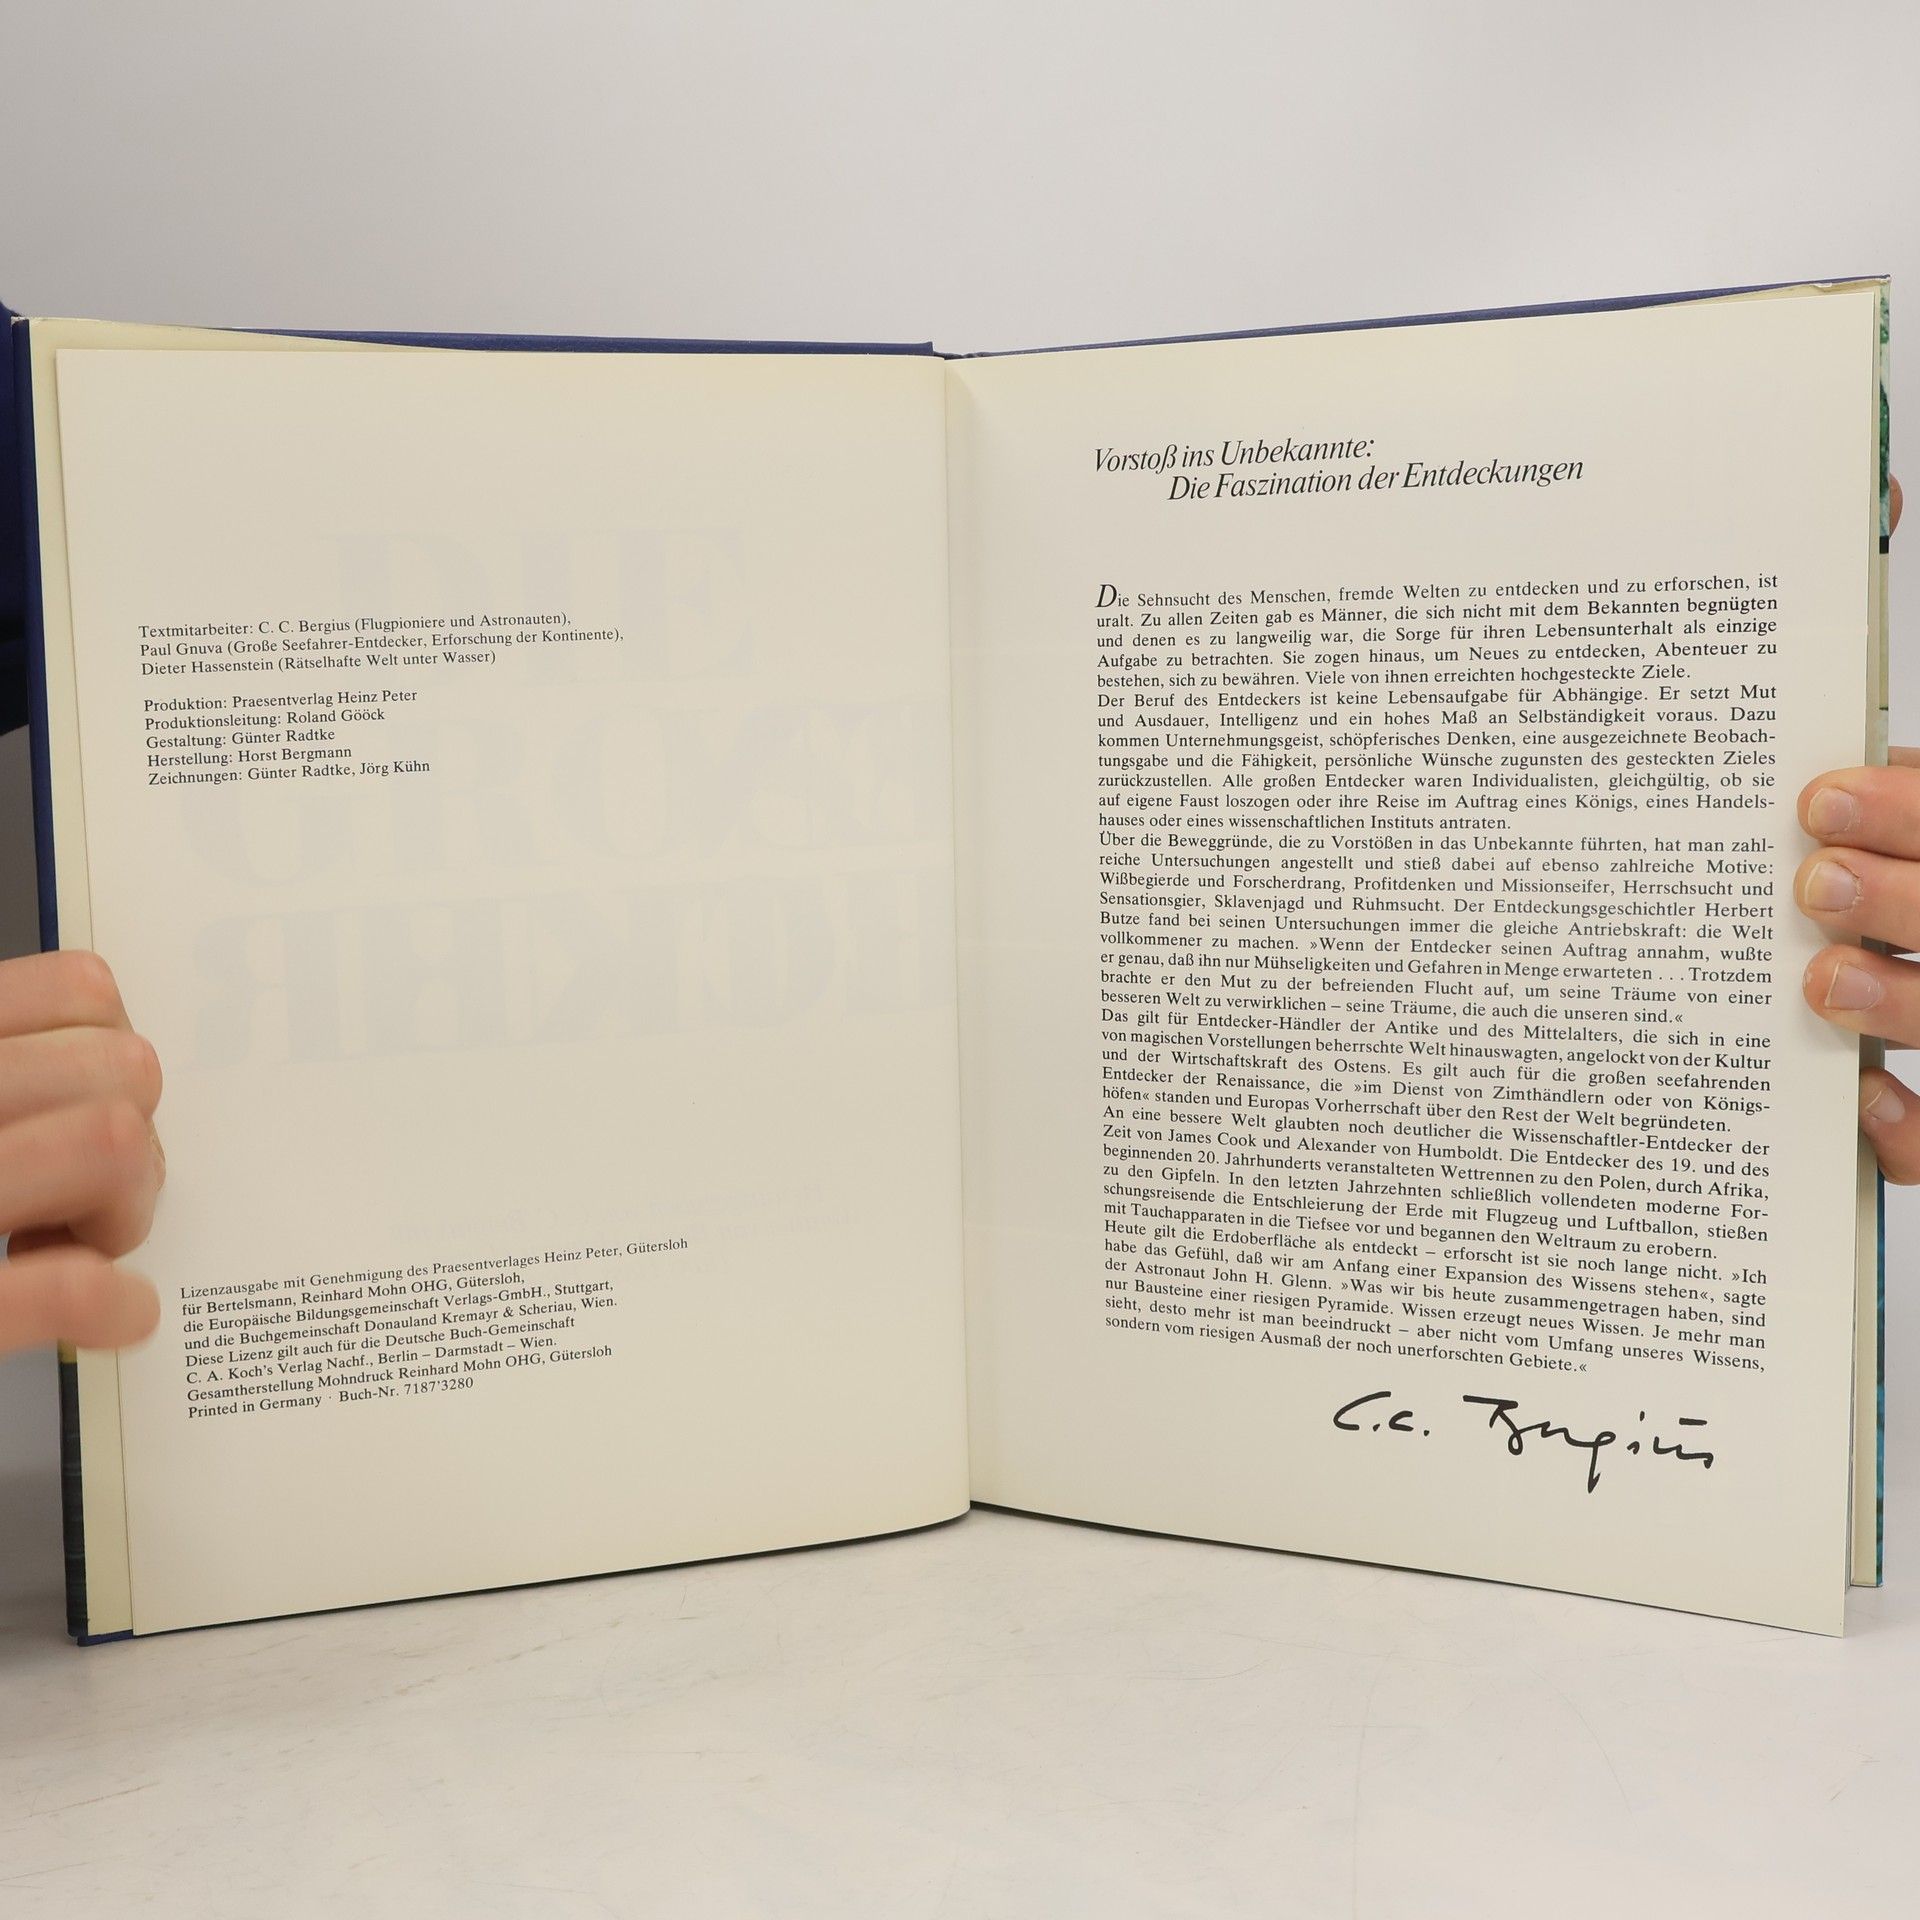 Textmitarbeiter: C. C. Bergius (Flugpioniere und Astronauten),
Paul Gnuva (Große Seefahrer-Entdecker, Erforschung der Kontinente),
Dieter Hassenstein (Rätselhafte Welt unter Wasser)
Produktion: Praesentverlag Heinz Peter
Produktionsleitung: Roland Gööck
Gestaltung: Günter Radtke
Herstellung: Horst Bergmann
Zeichnungen: Günter Radtke, Jörg Kühn
Lizenzausgabe mit Genehmigung des Praesentverlages Heinz Peter, Gütersloh
für Bertelsmann, Reinhard Mohn OHG, Gütersloh,
die Europäische Bildungsgemeinschaft Verlags-GmbH., Stuttgart,
und die Buchgemeinschaft Donauland Kremayr & Scheriau, Wien.
Diese Lizenz gilt auch für die Deutsche Buch-Gemeinschaft
C. A. Koch's Verlag Nachf., Berlin – Darmstadt – Wien.
Gesamtherstellung Mohndruck Reinhard Mohn OHG, Gütersloh
Printed in Germany · Buch-Nr. 7187'3280
Vorstoß ins Unbekannte:
Die Faszination der Entdeckungen
Die Sehnsucht des Menschen, fremde Welten zu entdecken und zu erforschen, ist
uralt. Zu allen Zeiten gab es Männer, die sich nicht mit dem Bekannten begnügten
und denen es zu langweilig war, die Sorge für ihren Lebensunterhalt als einzige
Aufgabe zu betrachten. Sie zogen hinaus, um Neues zu entdecken, Abenteuer zu
bestehen, sich zu bewähren. Viele von ihnen erreichten hochgesteckte Ziele.
Der Beruf des Entdeckers ist keine Lebensaufgabe für Abhängige. Er setzt Mut
und Ausdauer, Intelligenz und ein hohes Maß an Selbständigkeit voraus. Dazu
kommen Unternehmungsgeist, schöpferisches Denken, eine ausgezeichnete Beobach-
tungsgabe und die Fähigkeit, persönliche Wünsche zugunsten des gesteckten Zieles
zurückzustellen. Alle großen Entdecker waren Individualisten, gleichgültig, ob sie
auf eigene Faust loszogen oder ihre Reise im Auftrag eines Königs, eines Handels-
hauses oder eines wissenschaftlichen Instituts antraten.
Über die Beweggründe, die zu Vorstößen in das Unbekannte führten, hat man zahl-
reiche Untersuchungen angestellt und stieß dabei auf ebenso zahlreiche Motive:
Wißbegierde und Forscherdrang, Profitdenken und Missionseifer, Herrschsucht und
Sensationsgier, Sklavenjagd und Ruhmsucht. Der Entdeckungsgeschichtler Herbert
Butze fand bei seinen Untersuchungen immer die gleiche Antriebskraft: die Welt
vollkommener zu machen. »Wenn der Entdecker seinen Auftrag annahm, wußte
er genau, daß ihn nur Mühseligkeiten und Gefahren in Menge erwarteten . . . Trotzdem
brachte er den Mut zu der befreienden Flucht auf, um seine Träume von einer
besseren Welt zu verwirklichen – seine Träume, die auch die unseren sind.«
Das gilt für Entdecker-Händler der Antike und des Mittelalters, die sich in eine
von magischen Vorstellungen beherrschte Welt hinauswagten, angelockt von der Kultur
und der Wirtschaftskraft des Ostens. Es gilt auch für die großen seefahrenden
Entdecker der Renaissance, die »im Dienst von Zimthändlern oder von Königs-
höfen« standen und Europas Vorherrschaft über den Rest der Welt begründeten.
An eine bessere Welt glaubten noch deutlicher die Wissenschaftler-Entdecker der
Zeit von James Cook und Alexander von Humboldt. Die Entdecker des 19. und des
beginnenden 20. Jahrhunderts veranstalteten Wettrennen zu den Polen, durch Afrika,
zu den Gipfeln. In den letzten Jahrzehnten schließlich vollendeten moderne For-
schungsreisende die Entschleierung der Erde mit Flugzeug und Luftballon, stießen
mit Tauchapparaten in die Tiefsee vor und begannen den Weltraum zu erobern.
Heute gilt die Erdoberfläche als entdeckt – erforscht ist sie noch lange nicht. »Ich
habe das Gefühl, daß wir am Anfang einer Expansion des Wissens stehen«, sagte
der Astronaut John H. Glenn. »Was wir bis heute zusammengetragen haben, sind
nur Bausteine einer riesigen Pyramide. Wissen erzeugt neues Wissen. Je mehr man
sieht, desto mehr ist man beeindruckt – aber nicht vom Umfang unseres Wissens,
sondern vom riesigen Ausmaß der noch unerforschten Gebiete.«
C.C. Bergius